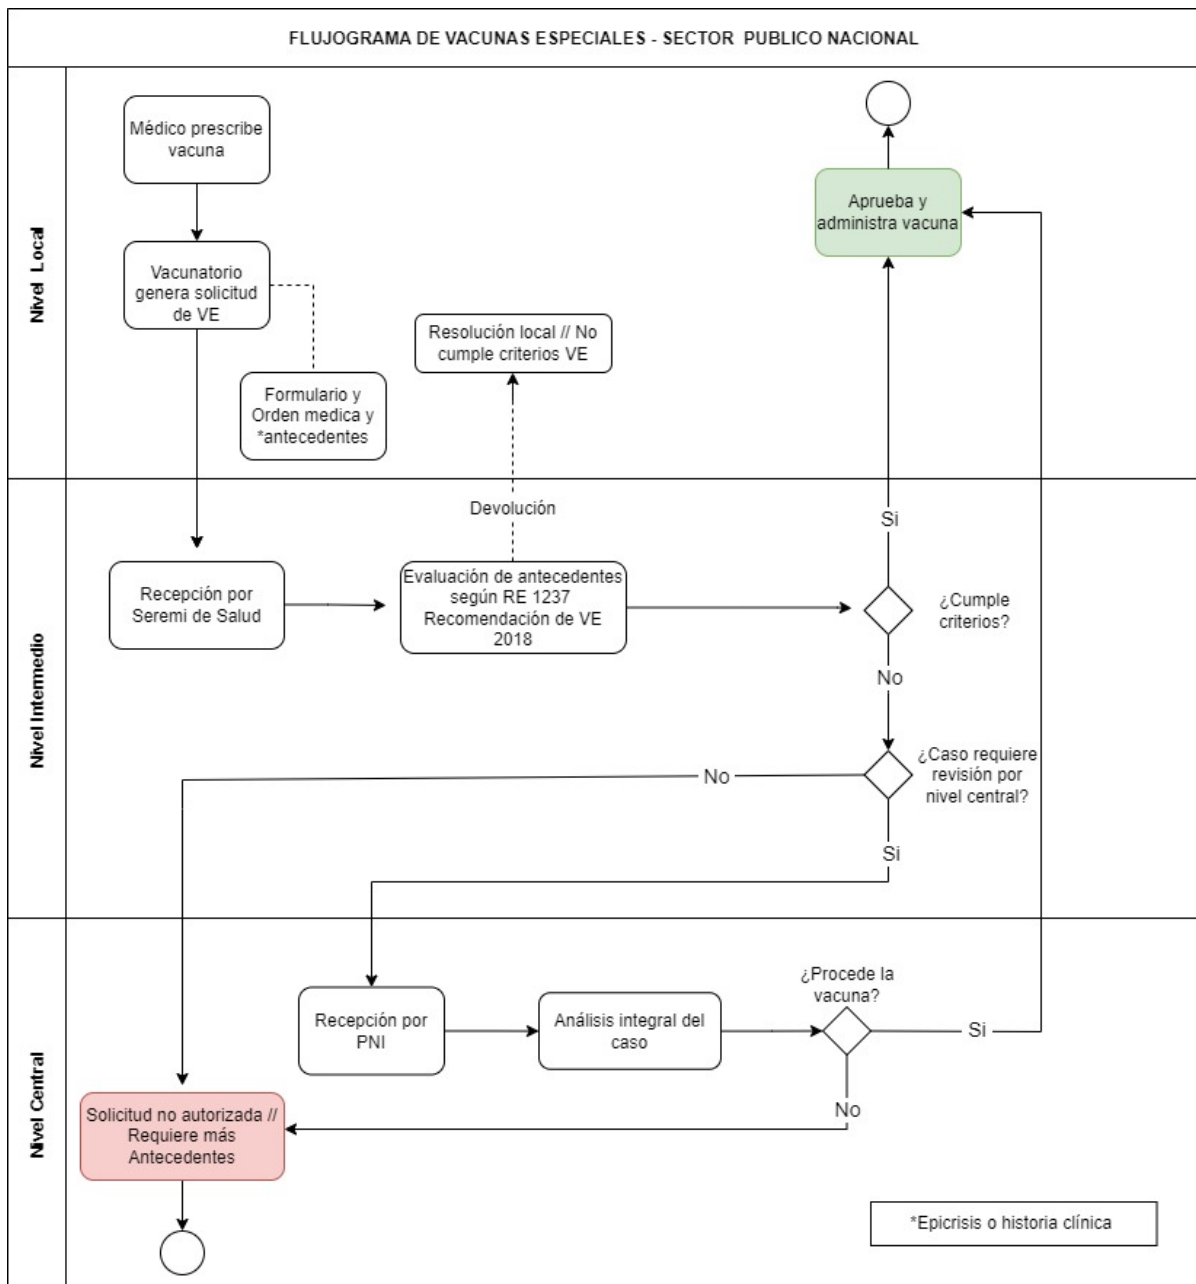 FLUJOGRAMA DE VACUNAS ESPECIALES - SECTOR PUBLICO NACIONAL
Nivel Local
Médico prescribe
vacuna
Vacunatorio
genera solicitud
de VE
Formulario y
Orden medica y
*antecedentes
Resolución local // No
cumple criterios VE
Aprueba y
administra vacuna
Nivel Intermedio
Devolución
Si
Recepción por
Seremi de Salud
Evaluación de antecedentes
según RE 1237
Recomendación de VE
2018
¿Cumple
criterios?
No
¿Caso requiere
revisión por
nivel central?
No
Si
Nivel Central
Recepción por
PNI
Análisis integral del
caso
¿Procede la
vacuna?
Si
No
Solicitud no autorizada //
Requiere más
Antecedentes
*Epicrisis o historia clínica